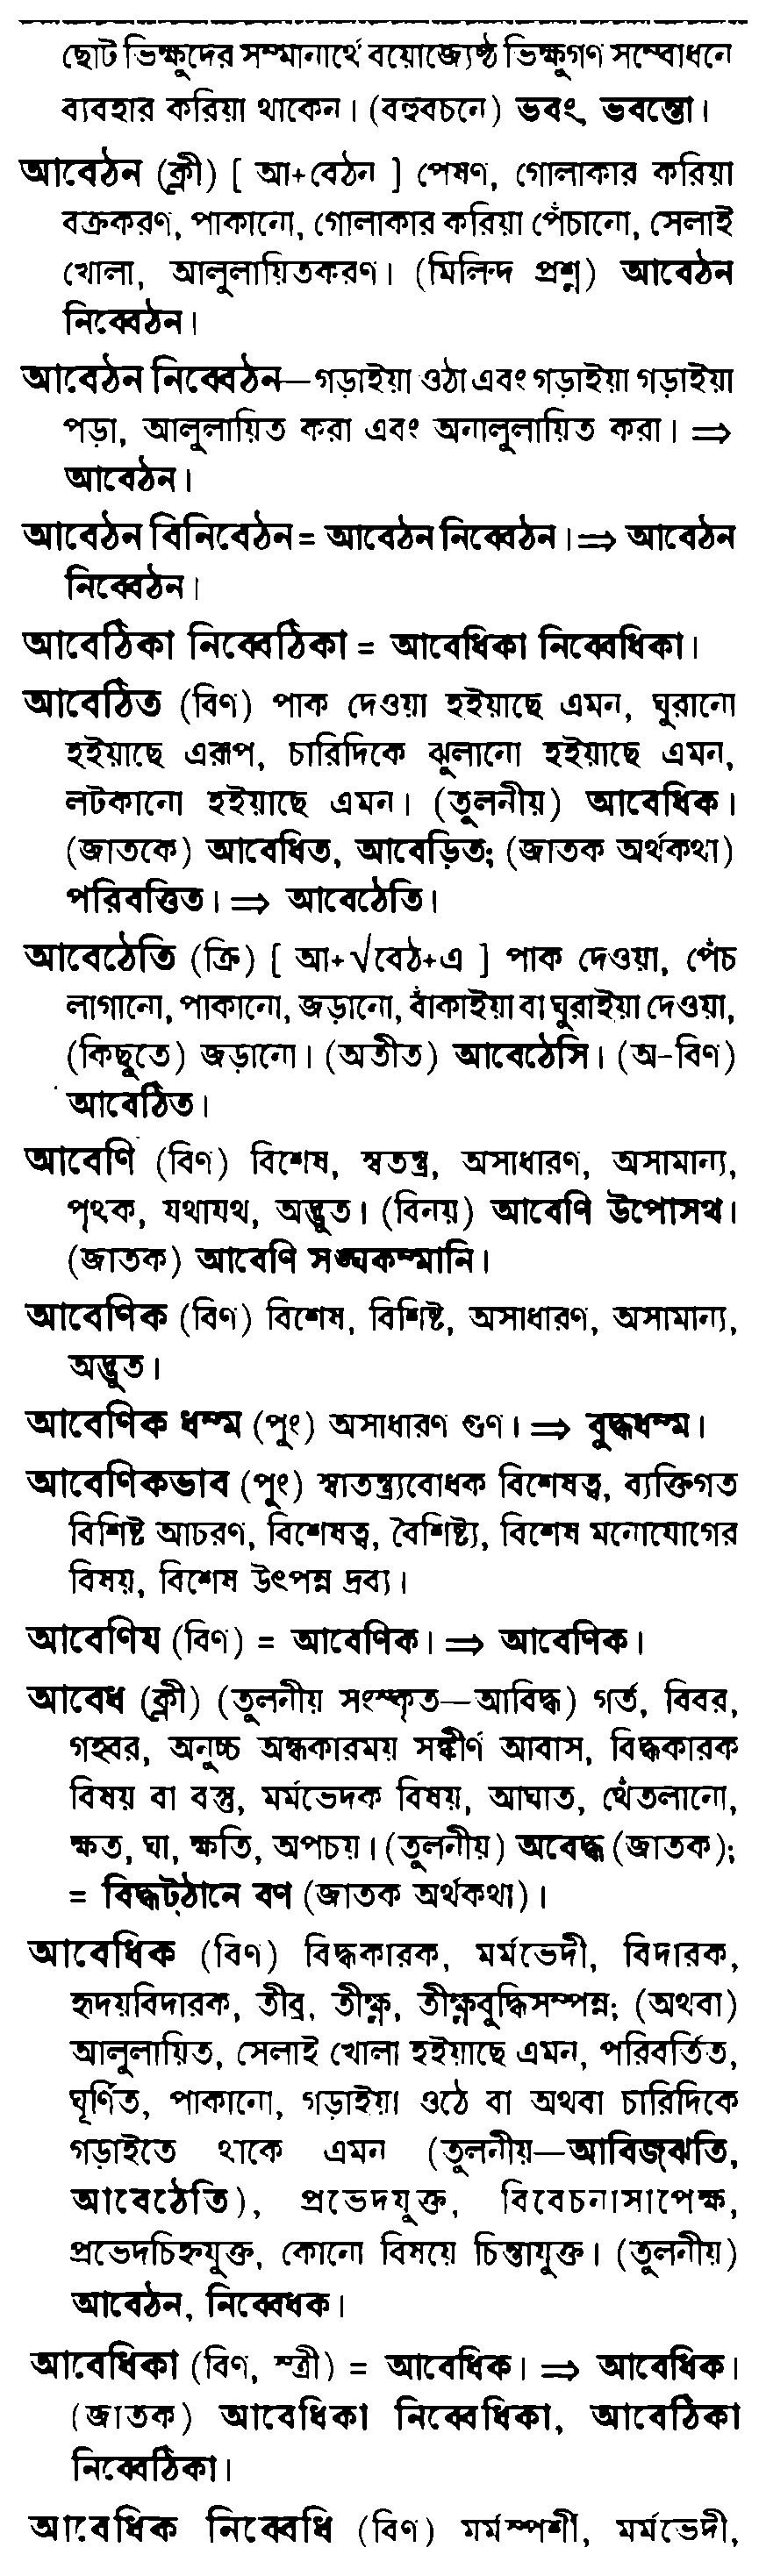 ছোট ভিক্ষুদের সম্মানার্থে বয়োজ্যেষ্ঠ ভিক্ষুগণ সম্বোধনে
ব্যবহার করিয়া থাকেন। (বহুবচনে) ভবং, ভবন্তো।
আবেঠন (ক্লী) [ আ+বেঠন ] পেষণ, গোলাকার করিয়া
বক্রকরণ, পাকানো, গোলাকার করিয়া পেঁচানো, সেলাই
খোলা, আলুলায়িতকরণ। (মিলিন্দ প্রশ্ন) আবেঠন
নিব্বেঠন।
আবেঠন নিব্বেঠন—গড়াইয়া ওঠা এবং গড়াইয়া গড়াইয়া
পড়া, আলুলায়িত করা এবং অনালুলায়িত করা। ⇒
আবেঠন।
আবেঠন বিনিবেঠন = আবেঠন নিব্বেঠন। ⇒ আবেঠন
নিব্বেঠন।
আবেঠিকা নিব্বেঠিকা = আবেধিকা নিব্বেধিকা।
আবেঠিত (বিণ) পাক দেওয়া হইয়াছে এমন, ঘুরানো
হইয়াছে এরূপ, চারিদিকে ঝুলানো হইয়াছে এমন,
লটকানো হইয়াছে এমন। (তুলনীয়) আবেধিক।
(জাতকে) আবেধিত, আবেড়িত; (জাতক অর্থকথা)
পরিবত্তিত। ⇒ আবেঠেতি।
আবেঠেতি (ক্রি) [ আ+√বেঠ+এ ] পাক দেওয়া, পেঁচ
লাগানো, পাকানো, জড়ানো, বাঁকাইয়া বা ঘুরাইয়া দেওয়া,
(কিছুতে) জড়ানো। (অতীত) আবেঠেসি। (অ-বিণ)
আবেঠিত।
আবেণি (বিণ) বিশেষ, স্বতন্ত্র, অসাধারণ, অসামান্য,
পৃথক, যথাযথ, অদ্ভুত। (বিনয়) আবেণি উপোসথ।
(জাতক) আবেণি সঙ্ঘকম্মানি।
আবেণিক (বিণ) বিশেষ, বিশিষ্ট, অসাধারণ, অসামান্য,
অদ্ভুত।
আবেণিক ধম্ম (পুং) অসাধারণ গুণ। ⇒ বুদ্ধধম্ম।
আবেণিকভাব (পুং) স্বাতন্ত্র্যবোধক বিশেষত্ব, ব্যক্তিগত
বিশিষ্ট আচরণ, বিশেষত্ব, বৈশিষ্ট্য, বিশেষ মনোযোগের
বিষয়, বিশেষ উৎপন্ন দ্রব্য।
আবেণিয (বিণ) = আবেণিক। ⇒ আবেণিক।
আবেধ (ক্লী) (তুলনীয় সংস্কৃত—আবিদ্ধ) গর্ত, বিবর,
গহ্বর, অনুচ্চ অন্ধকারময় সঙ্কীর্ণ আবাস, বিদ্ধকারক
বিষয় বা বস্তু, মর্মভেদক বিষয়, আঘাত, থেঁতলানো,
ক্ষত, ঘা, ক্ষতি, অপচয়। (তুলনীয়) অবেদ্ধ (জাতক);
= বিদ্ধট্‌ঠানে বণ (জাতক অর্থকথা)।
আবেধিক (বিণ) বিদ্ধকারক, মর্মভেদী, বিদারক,
হৃদয়বিদারক, তীব্র, তীক্ষ্ণ, তীক্ষ্ণবুদ্ধিসম্পন্ন; (অথবা)
আলুলায়িত, সেলাই খোলা হইয়াছে এমন, পরিবর্তিত,
ঘূর্ণিত, পাকানো, গড়াইয়া ওঠে বা অথবা চারিদিকে
গড়াইতে থাকে এমন (তুলনীয়—আবিজ্ঝতি,
আবেঠেতি), প্রভেদযুক্ত, বিবেচনাসাপেক্ষ,
প্রভেদচিহ্নযুক্ত, কোনো বিষয়ে চিন্তাযুক্ত। (তুলনীয়)
আবেঠন, নিব্বেধক।
আবেধিকা (বিণ, স্ত্রী) = আবেধিক। ⇒ আবেধিক।
(জাতক) আবেধিকা নিব্বেধিকা, আবেঠিকা
নিব্বেঠিকা।
আবেধিক নিব্বেধি (বিণ) মর্মস্পর্শী, মর্মভেদী,